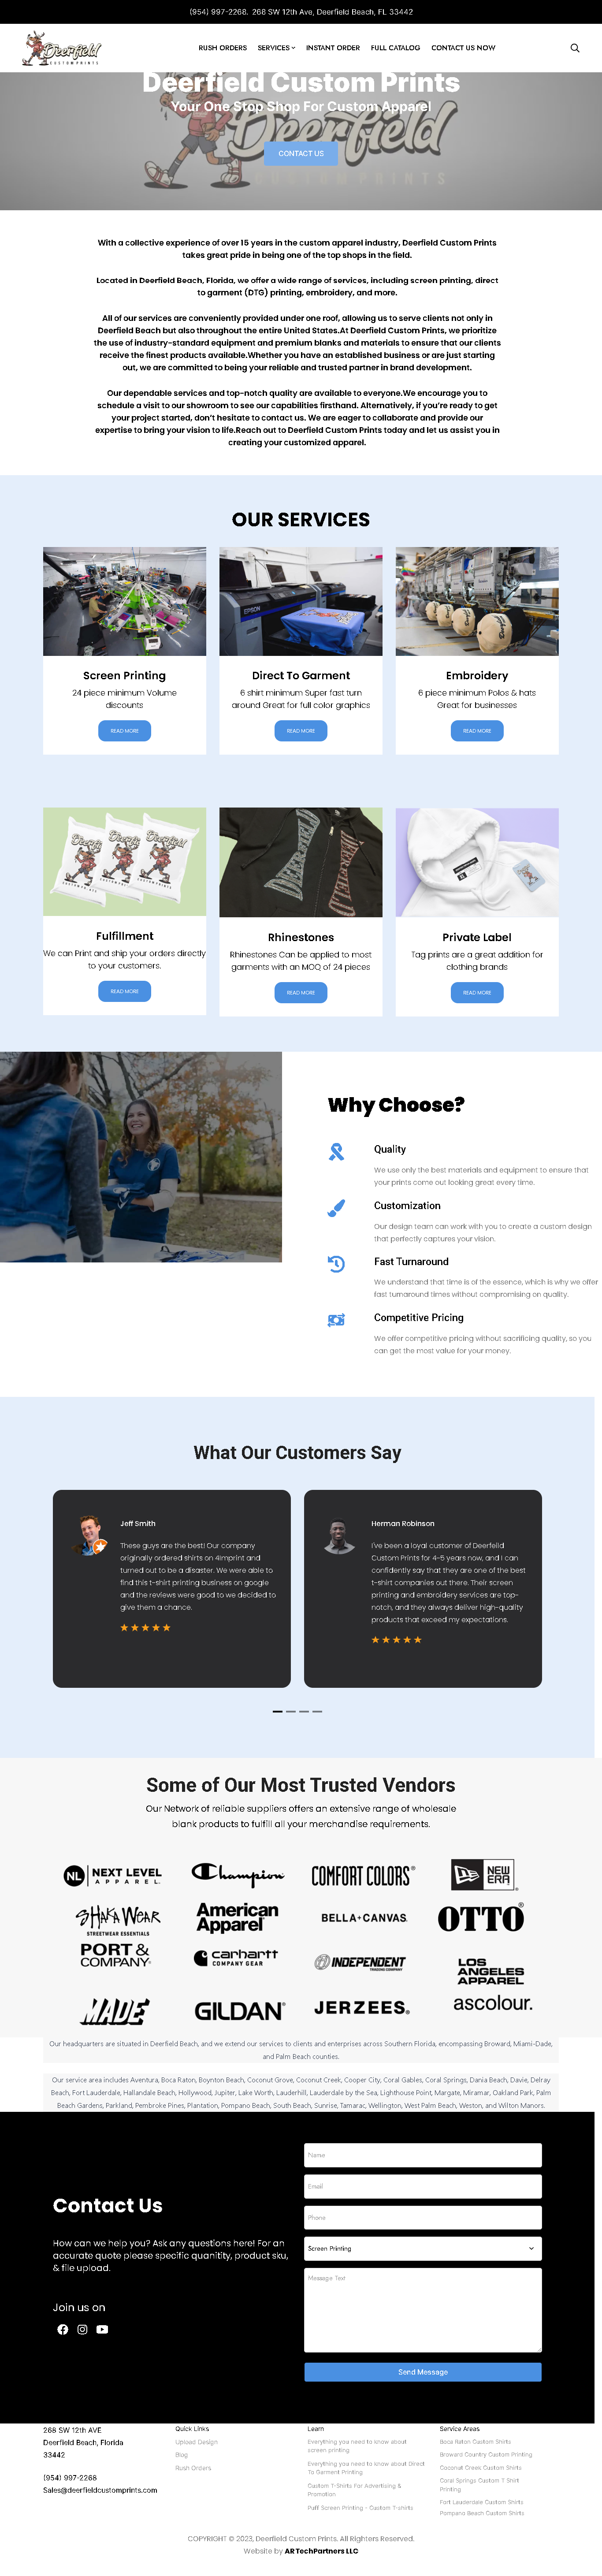 (954) 997-2268. 268 SW 12th Ave, Deerfield Beach, FL 33442
Deerfield
CUSTOM PRINTS
RUSH ORDERS
SERVICES
INSTANT ORDER
FULL CATALOG
CONTACT US NOW
Deerfield Custom Prints
Your One Stop Shop For Custom Apparel
Deerfield
CUSTOM PRINTS
CONTACT US
With a collective experience of over 15 years in the custom apparel industry, Deerfield Custom Prints
takes great pride in being one of the top shops in the field.
Located in Deerfield Beach, Florida, we offer a wide range of services, including screen printing, direct
to garment (DTG) printing, embroidery, and more.
All of our services are conveniently provided under one roof, allowing us to serve clients not only in
Deerfield Beach but also throughout the entire United States.At Deerfield Custom Prints, we prioritize
the use of industry-standard equipment and premium blanks and materials to ensure that our clients
receive the finest products available.Whether you have an established business or are just starting
out, we are committed to being your reliable and trusted partner in brand development.
Our dependable services and top-notch quality are available to everyone.We encourage you to
schedule a visit to our showroom to see our capabilities firsthand. Alternatively, if you're ready to get
your project started, don't hesitate to contact us. We are eager to collaborate and provide our
expertise to bring your vision to life.Reach out to Deerfield Custom Prints today and let us assist you in
creating your customized apparel.
OUR SERVICES
EPSON
Screen Printing
24 piece minimum Volume
discounts
READ MORE
Direct To Garment
6 shirt minimum Super fast turn
around Great for full color graphics
READ MORE
Embroidery
6 piece minimum Polos & hats
Great for businesses
READ MORE
Fulfillment
We can Print and ship your orders directly
to your customers.
READ MORE
Rhinestones
Rhinestones Can be applied to most
garments with an MOQ of 24 pieces
READ MORE
Private Label
Tag prints are a great addition for
clothing brands
READ MORE
Why Choose?
Quality
We use only the best materials and equipment to ensure that
your prints come out looking great every time.
Customization
Our design team can work with you to create a custom design
that perfectly captures your vision.
Fast Turnaround
We understand that time is of the essence, which is why we offer
fast turnaround times without compromising on quality.
Competitive Pricing
We offer competitive pricing without sacrificing quality, so you
can get the most value for your money.
What Our Customers Say
Jeff Smith
These guys are the best! Our company
originally ordered shirts on 4Imprint and
turned out to be a disaster. We were able to
find this t-shirt printing business on google
and the reviews were good to we decided to
give them a chance.
Herman Robinson
I've been a loyal customer of Deerfeild
Custom Prints for 4-5 years now, and I can
confidently say that they are one of the best
t-shirt companies out there. Their screen
printing and embroidery services are top-
notch, and they always deliver high-quality
products that exceed my expectations.
Some of Our Most Trusted Vendors
Our Network of reliable suppliers offers an extensive range of wholesale
blank products to fulfill all your merchandise requirements.
NL NEXT LEVEL
APPAREL
Champion
COMFORT COLORS®
NEW
ERA®
SHAKA WEAR
STREETWEAR ESSENTIALS
American
Apparel®
BELLA+CANVAS.
OTTO®
PORT &
COMPANY®
carhartt
COMPANY GEAR
INDEPENDENT
TRADING COMPANY
LOS
ANGELES
APPAREL
MADE
GILDAN®
JERZEES®
ascolour.
Our headquarters are situated in Deerfield Beach, and we extend our services to clients and enterprises across Southern Florida, encompassing Broward, Miami-Dade,
and Palm Beach counties.
Our service area includes Aventura, Boca Raton, Boynton Beach, Coconut Grove, Coconut Creek, Cooper City, Coral Gables, Coral Springs, Dania Beach, Davie, Delray
Beach, Fort Lauderdale, Hallandale Beach, Hollywood, Jupiter, Lake Worth, Lauderhill, Lauderdale by the Sea, Lighthouse Point, Margate, Miramar, Oakland Park, Palm
Beach Gardens, Parkland, Pembroke Pines, Plantation, Pompano Beach, South Beach, Sunrise, Tamarac, Wellington, West Palm Beach, Weston, and Wilton Manors.
Contact Us
How can we help you? Ask any questions here! For an
accurate quote please specific quanitity, product sku,
& file upload.
Join us on
Name
Email
Phone
Screen Printing
Message Text
Send Message
268 SW 12th AVE
Deerfield Beach, Florida
33442
(954) 997-2268
Sales@deerfieldcustomprints.com
Quick Links
Upload Design
Blog
Rush Orders
Learn
Everything you need to know about
screen printing
Everything you need to know about Direct
To Garment Printing
Custom T-Shirts For Advertising &
Promotion
Puff Screen Printing - Custom T-shirts
Service Areas
Boca Raton Custom Shirts
Broward Country Custom Printing
Coconut Creek Custom Shirts
Coral Springs Custom T Shirt
Printing
Fort Lauderdale Custom Shirts
Pompano Beach Custom Shirts
COPYRIGHT © 2023, Deerfield Custom Prints. All Righters Reserved.
Website by AR TechPartners LLC